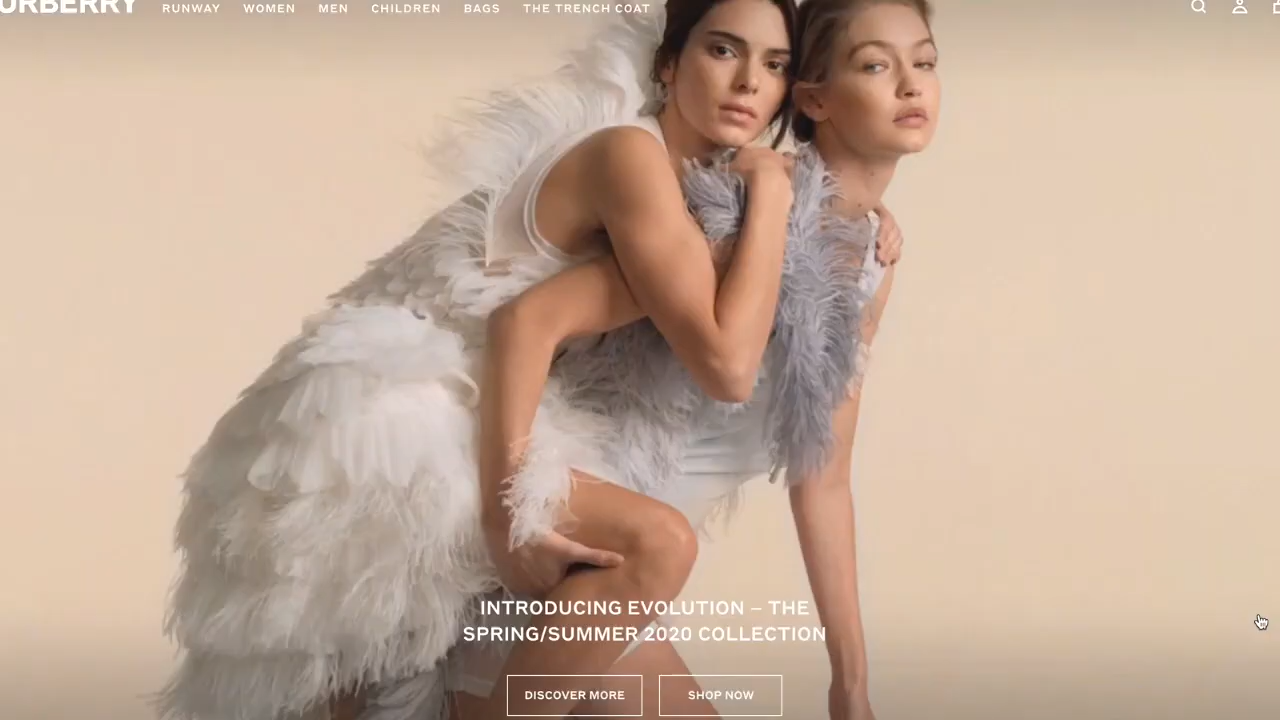 URBERRY RUNWAY WOMEN MEN CHILDREN BAGS THE TRENCH COAT
INTRODUCING EVOLUTION – THE
SPRING/SUMMER 2020 COLLECTION
DISCOVER MORE SHOP NOW